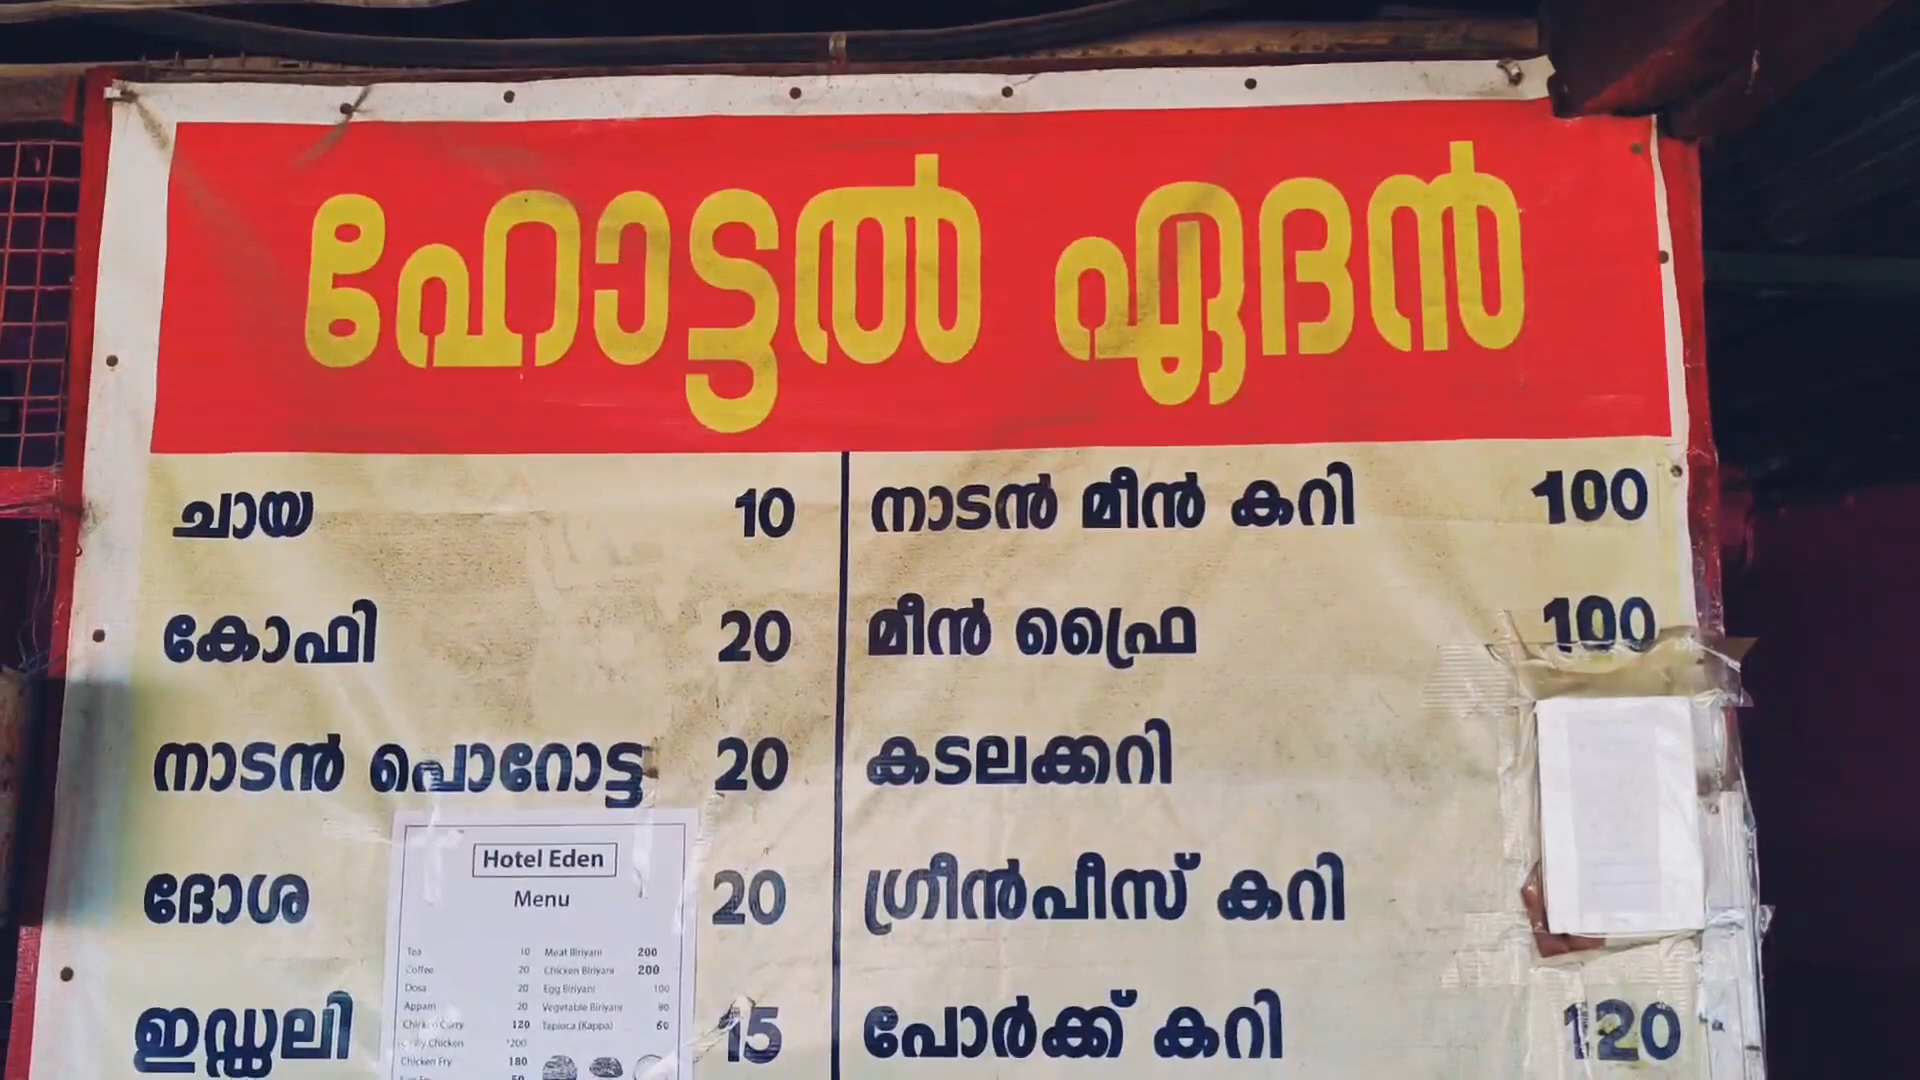 ഹോട്ടൽ ഏദൻ
ചായ 10
കോഫി 20
നാടൻ പൊറോട്ട 20
ദോശ 20
ഇഡ്ഡലി 15
നാടൻ മീൻ കറി 100
മീൻ ഫ്രൈ 100
കടലക്കറി
ഗ്രീൻപീസ് കറി
പോർക്ക് കറി 120
Hotel Eden
Menu
Tea 10
Coffee 20
Dosa 20
Appam 20
Chicken Curry 120
Chicken 200
Chicken Fry 180
Meat Biriyani 200
Chicken Biriyani 200
Egg Biriyani 100
Vegetable Biriyani 80
Tapioca (Kappa) 60